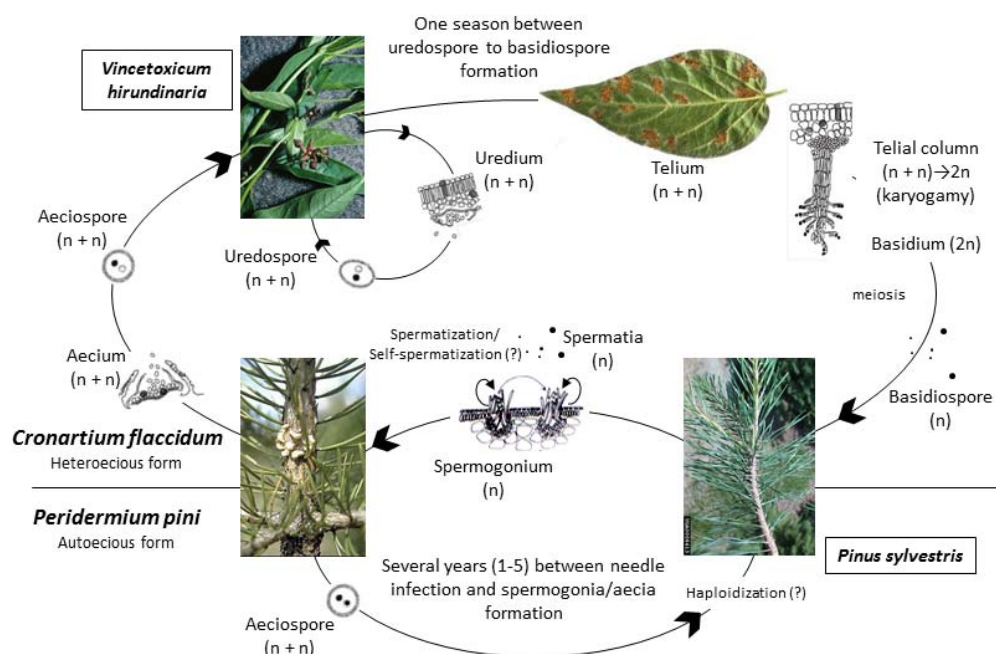 One season between
uredospore to basidiospore
formation
Vincetoxicum
hirundinaria
Uredium
(n + n)
Telium
(n + n)
Telial column
(n + n)→2n
(karyogamy)
Basidium (2n)
Aeciospore
(n + n)
Uredospore
(n + n)
meiosis
Spermatization/
Self-spermatization (?)
Spermatia
(n)
Aecium
(n + n)
Basidiospore
(n)
Spermogonium
(n)
Cronartium flaccidum
Heteroecious form
Peridermium pini
Autoecious form
Pinus sylvestris
Several years (1-5) between needle
infection and spermogonia/aecia
formation
Haploidization (?)
Aeciospore
(n + n)